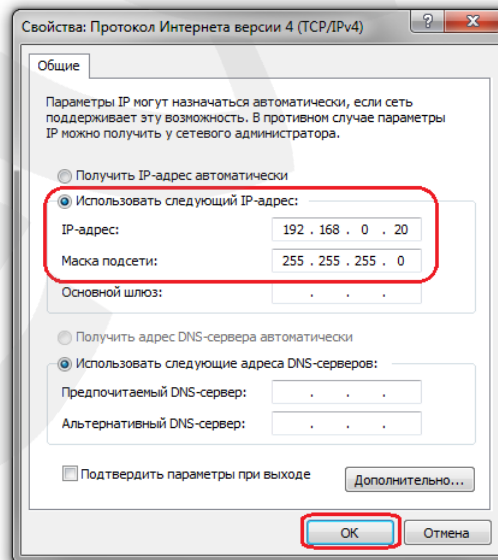 Свойства: Протокол Интернета версии 4 (TCP/IPv4)
Общие
Параметры IP могут назначаться автоматически, если сеть
поддерживает эту возможность. В противном случае параметры
IP можно получить у сетевого администратора.
Получить IP-адрес автоматически
Использовать следующий IP-адрес:
IP-адрес: 192 . 168 . 0 . 20
Маска подсети: 255 . 255 . 255 . 0
Основной шлюз: . . .
Получить адрес DNS-сервера автоматически
Использовать следующие адреса DNS-серверов:
Предпочитаемый DNS-сервер: . . .
Альтернативный DNS-сервер: . . .
Подтвердить параметры при выходе
Дополнительно...
ОК Отмена